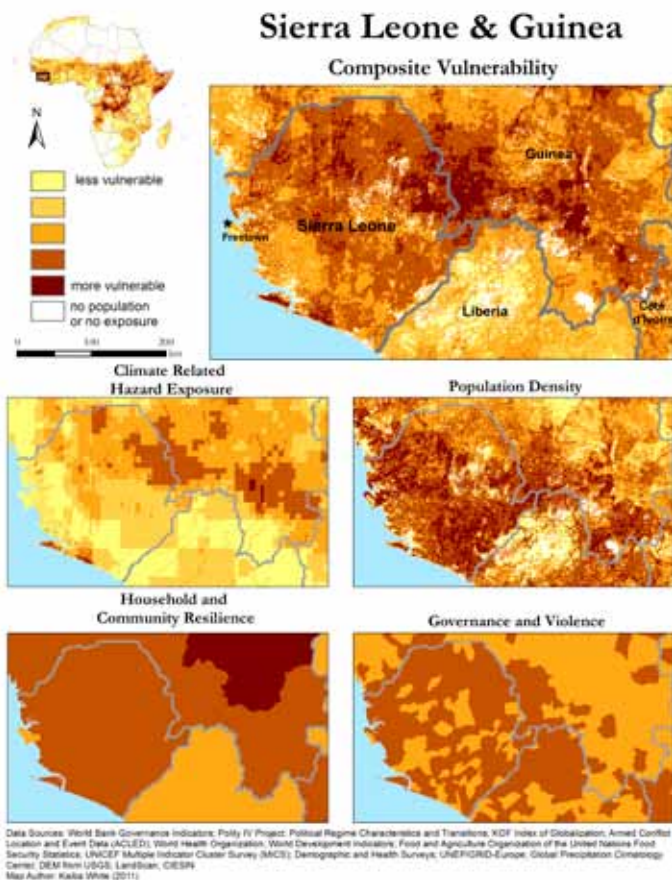 Sierra Leone & Guinea
Composite Vulnerability
N
less vulnerable
more vulnerable
no population
or no exposure
0 100 200
km
Guinea
Sierra Leone
Freetown
Liberia
Côte
d'Ivoire
Climate Related
Hazard Exposure
Population Density
Household and
Community Resilience
Governance and Violence
Data Sources: World Bank Governance Indicators; Polity IV Project: Political Regime Characteristics and Transitions; KOF Index of Globalization; Armed Conflict
Location and Event Data (ACLED); World Health Organization; World Development Indicators; Food and Agriculture Organization of the United Nations Food
Security Statistics; UNICEF Multiple Indicator Cluster Survey (MICS); Demographic and Health Surveys; UNEP/GRID-Europe; Global Precipitation Climatology
Center; DEM from USGS; LandScan; CIESIN
Map Author: Kaiba White (2011)